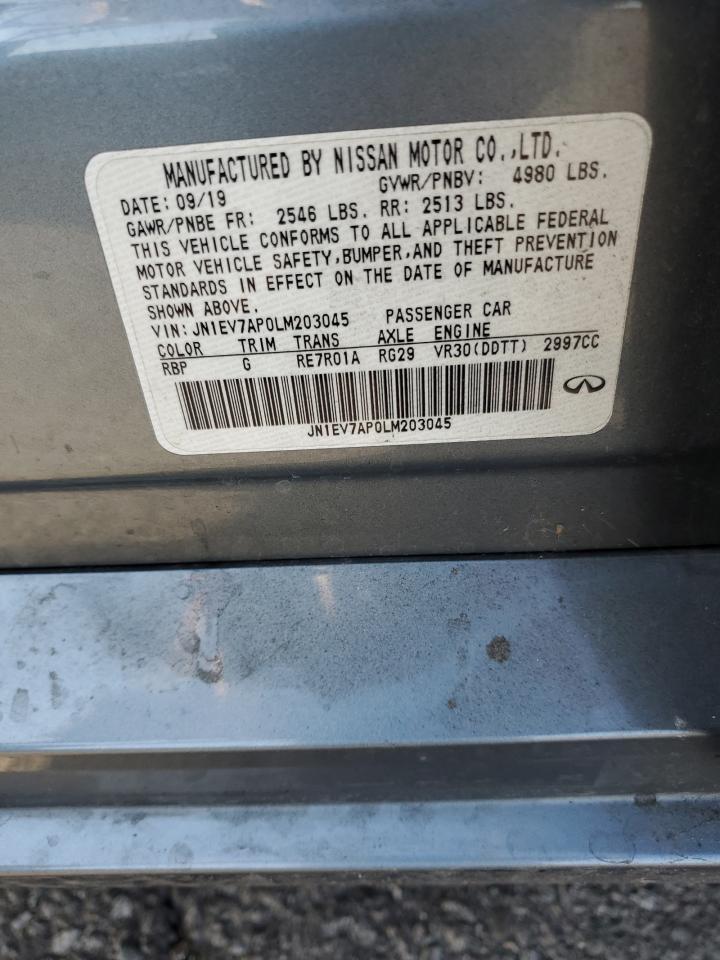 MANUFACTURED BY NISSAN MOTOR CO.,LTD.
DATE: 09/19 GVWR/PNBV: 4980 LBS.
GAWR/PNBE FR: 2546 LBS. RR: 2513 LBS.
THIS VEHICLE CONFORMS TO ALL APPLICABLE FEDERAL
MOTOR VEHICLE SAFETY,BUMPER,AND THEFT PREVENTION
STANDARDS IN EFFECT ON THE DATE OF MANUFACTURE
SHOWN ABOVE.
VIN: JN1EV7AP0LM203045 PASSENGER CAR
COLOR TRIM TRANS AXLE ENGINE
RBP G RE7R01A RG29 VR30(DDTT) 2997CC
JN1EV7AP0LM203045